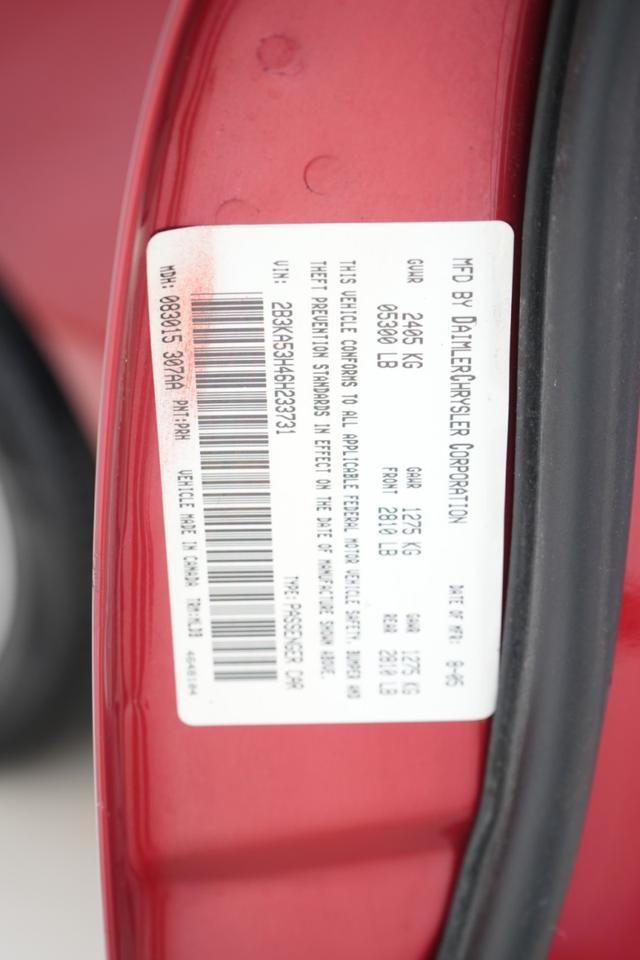 MFD BY DAIMLERCHRYSLER CORPORATION DATE OF MFR: 8-05
GVWR 2405 KG GAWR 1275 KG GAWR 1275 KG
05300 LB FRONT 2810 LB REAR 2810 LB
THIS VEHICLE CONFORMS TO ALL APPLICABLE FEDERAL MOTOR VEHICLE SAFETY, BUMPER AND
THEFT PREVENTION STANDARDS IN EFFECT ON THE DATE OF MANUFACTURE SHOWN ABOVE.
VIN: 2B3KA53H46H233731 TYPE: PASSENGER CAR
MDH: 083015 307AA PNT:PRH VEHICLE MADE IN CANADA TRM:MLJ8 4648104